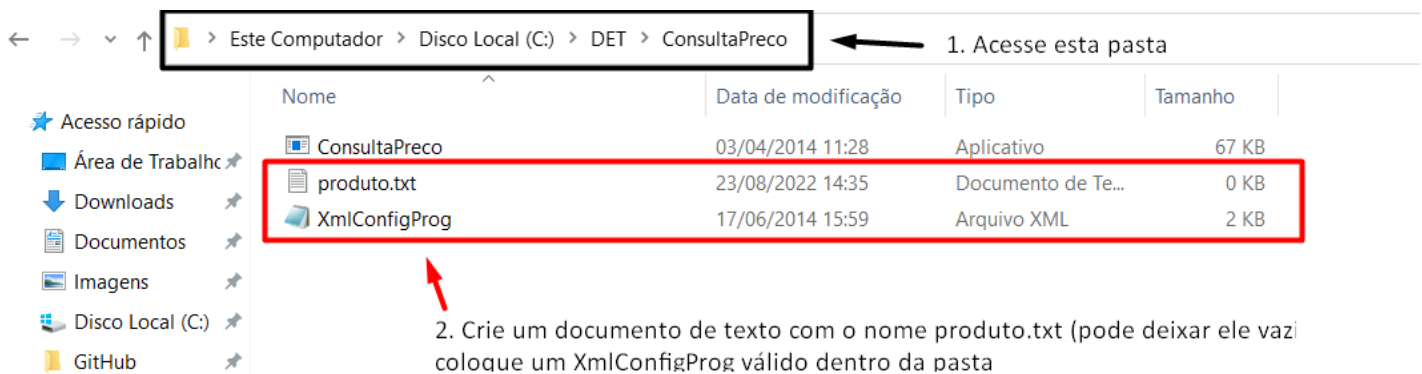 Este Computador > Disco Local (C:) > DET > ConsultaPreco
1. Acesse esta pasta
Nome Data de modificação Tipo Tamanho
Acesso rápido
Área de Trabalhc
Downloads
Documentos
Imagens
Disco Local (C:)
GitHub
ConsultaPreco 03/04/2014 11:28 Aplicativo 67 KB
produto.txt 23/08/2022 14:35 Documento de Te... 0 KB
XmlConfigProg 17/06/2014 15:59 Arquivo XML 2 KB
2. Crie um documento de texto com o nome produto.txt (pode deixar ele vazi
coloque um XmlConfigProg válido dentro da pasta